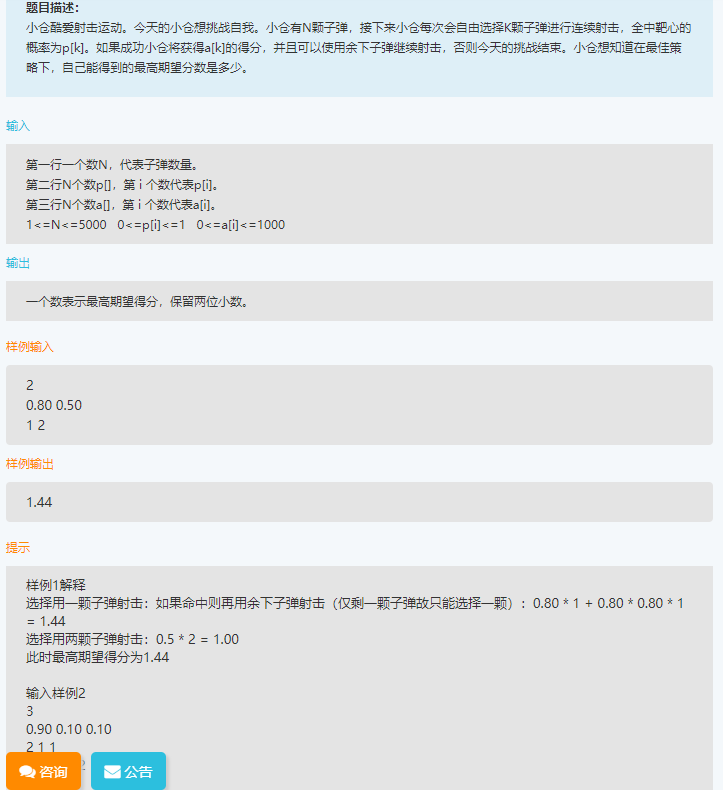 题目描述：
小仓酷爱射击运动。今天的小仓想挑战自我。小仓有N颗子弹，接下来小仓每次会自由选择K颗子弹进行连续射击，全中靶心的
概率为p[k]。如果成功小仓将获得a[k]的得分，并且可以使用余下子弹继续射击，否则今天的挑战结束。小仓想知道在最佳策
略下，自己能得到的最高期望分数是多少。
输入
第一行一个数N，代表子弹数量。
第二行N个数p[]，第 i 个数代表p[i]。
第三行N个数a[]，第 i 个数代表a[i]。
1<=N<=5000   0<=p[i]<=1   0<=a[i]<=1000
输出
一个数表示最高期望得分，保留两位小数。
样例输入
2
0.80 0.50
1 2
样例输出
1.44
提示
样例1解释
选择用一颗子弹射击：如果命中则再用余下子弹射击（仅剩一颗子弹故只能选择一颗）：0.80 * 1 + 0.80 * 0.80 * 1
= 1.44
选择用两颗子弹射击：0.5 * 2 = 1.00
此时最高期望得分为1.44
输入样例2
3
0.90 0.10 0.10
2 1 1
咨询 公告